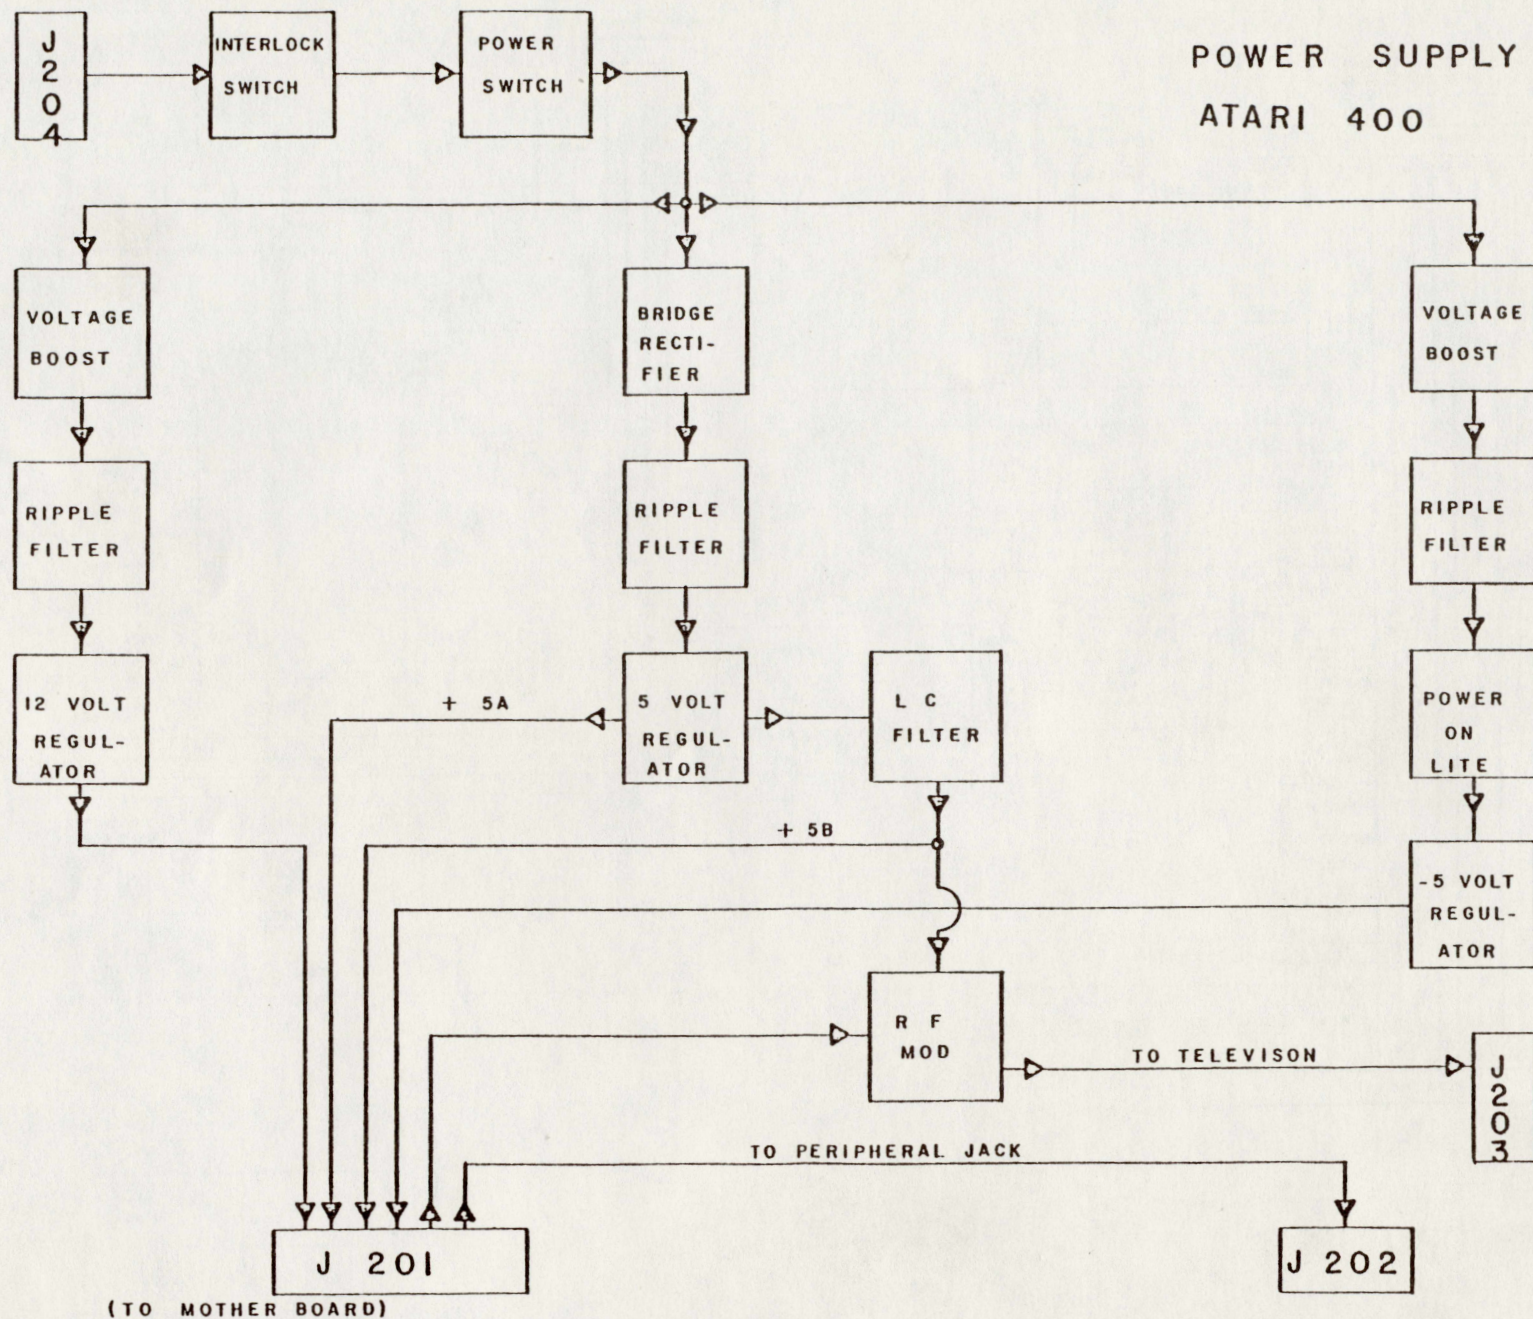 J
2
0
4
INTERLOCK
SWITCH
POWER
SWITCH
POWER SUPPLY
ATARI 400
VOLTAGE
BOOST
BRIDGE
RECTI-
FIER
VOLTAGE
BOOST
RIPPLE
FILTER
RIPPLE
FILTER
RIPPLE
FILTER
12 VOLT
REGUL-
ATOR
+ 5A
5 VOLT
REGUL-
ATOR
L C
FILTER
POWER
ON
LITE
+ 5B
-5 VOLT
REGUL-
ATOR
R F
MOD
TO TELEVISON
J
2
0
3
TO PERIPHERAL JACK
J 201
J 202
(TO MOTHER BOARD)